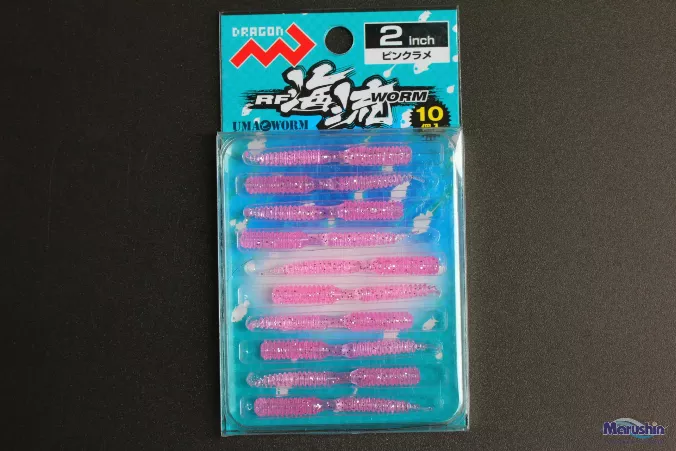 DRAGON
2 inch
ピンクラメ
RF海流WORM
UMA WORM
10
Marushin